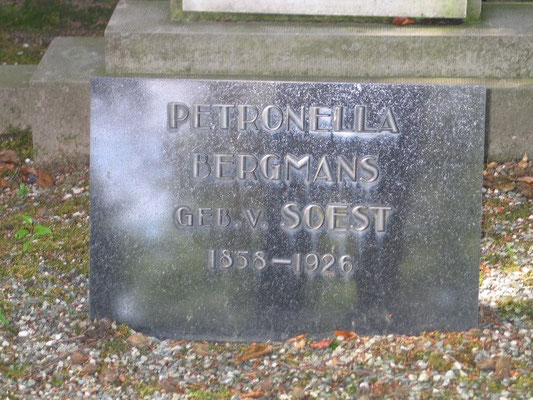 PETRONELLA
BERGMANS
GEB. V. SOEST
1858-1926